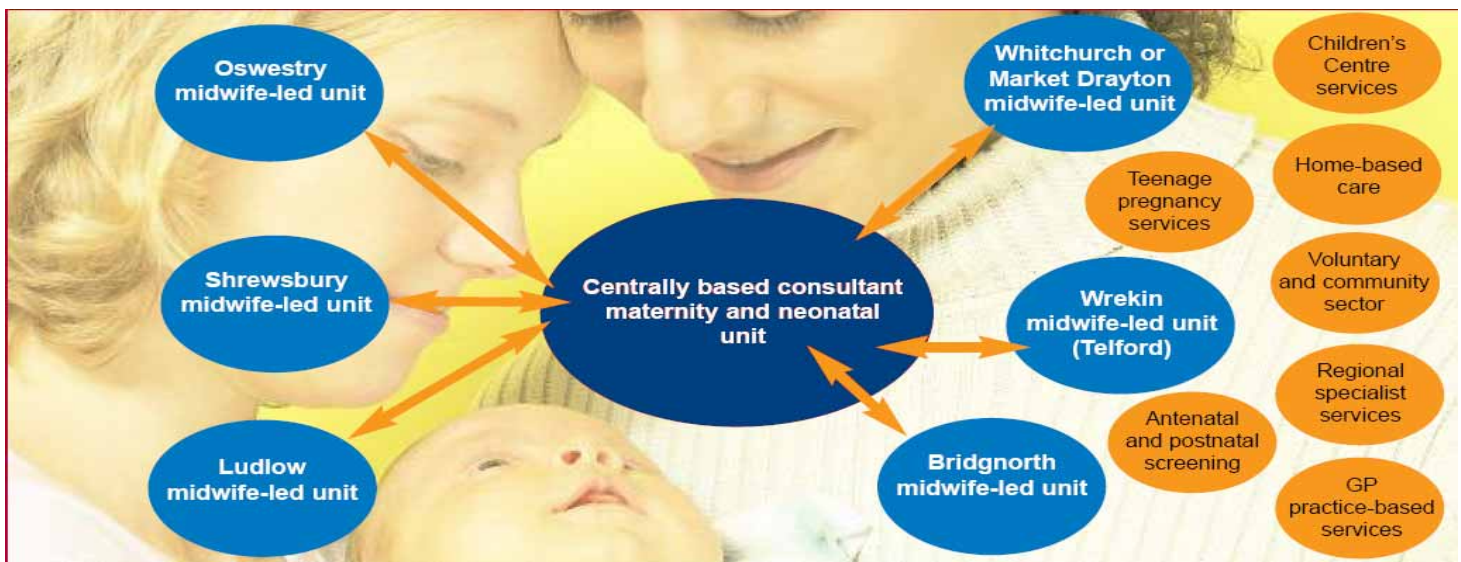 Oswestry
midwife-led unit
Shrewsbury
midwife-led unit
Ludlow
midwife-led unit
Centrally based consultant
maternity and neonatal
unit
Whitchurch or
Market Drayton
midwife-led unit
Wrekin
midwife-led unit
(Telford)
Bridgnorth
midwife-led unit
Teenage
pregnancy
services
Antenatal
and postnatal
screening
Children's
Centre
services
Home-based
care
Voluntary
and community
sector
Regional
specialist
services
GP
practice-based
services